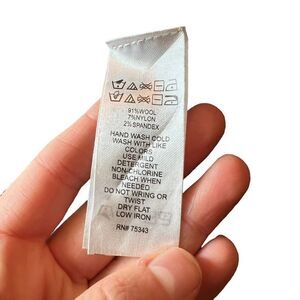 91%WOOL
7%NYLON
2%SPANDEX
HAND WASH COLD
WASH WITH LIKE
COLORS
USE MILD
DETERGENT
NON-CHLORINE
BLEACH WHEN
NEEDED
DO NOT WRING OR
TWIST
DRY FLAT
LOW IRON
RN# 75343